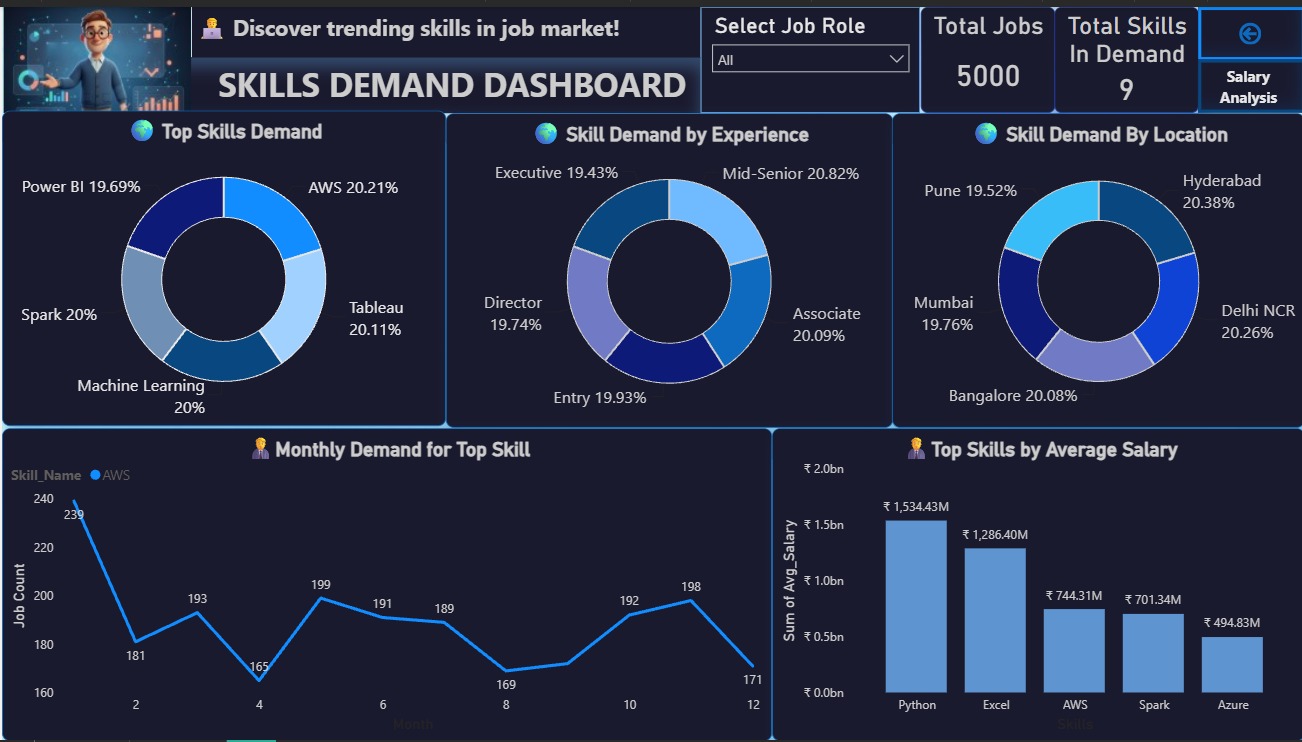 Discover trending skills in job market!
SKILLS DEMAND DASHBOARD
Select Job Role
All
Total Jobs
5000
Total Skills
In Demand
9
Salary
Analysis
Top Skills Demand
Power BI 19.69%
AWS 20.21%
Spark 20%
Tableau
20.11%
Machine Learning
20%
Skill Demand by Experience
Executive 19.43%
Mid-Senior 20.82%
Director
19.74%
Associate
20.09%
Entry 19.93%
Skill Demand By Location
Pune 19.52%
Hyderabad
20.38%
Mumbai
19.76%
Delhi NCR
20.26%
Bangalore 20.08%
Monthly Demand for Top Skill
Skill_Name AWS
Job Count
240
220
200
180
160
239
181
193
165
199
191
189
169
192
198
171
2 4 6 8 10 12
Month
Top Skills by Average Salary
Sum of Avg_Salary
₹ 2.0bn
₹ 1.5bn
₹ 1.0bn
₹ 0.5bn
₹ 0.0bn
₹ 1,534.43M
₹ 1,286.40M
₹ 744.31M
₹ 701.34M
₹ 494.83M
Python Excel AWS Spark Azure
Skills